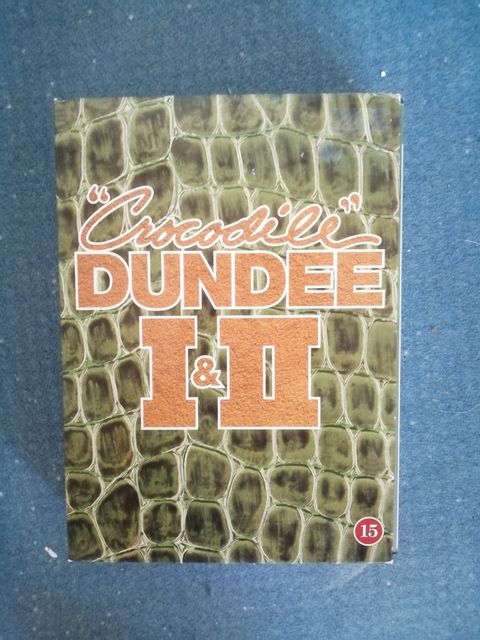 "Crocodile"
DUNDEE
I & II
15